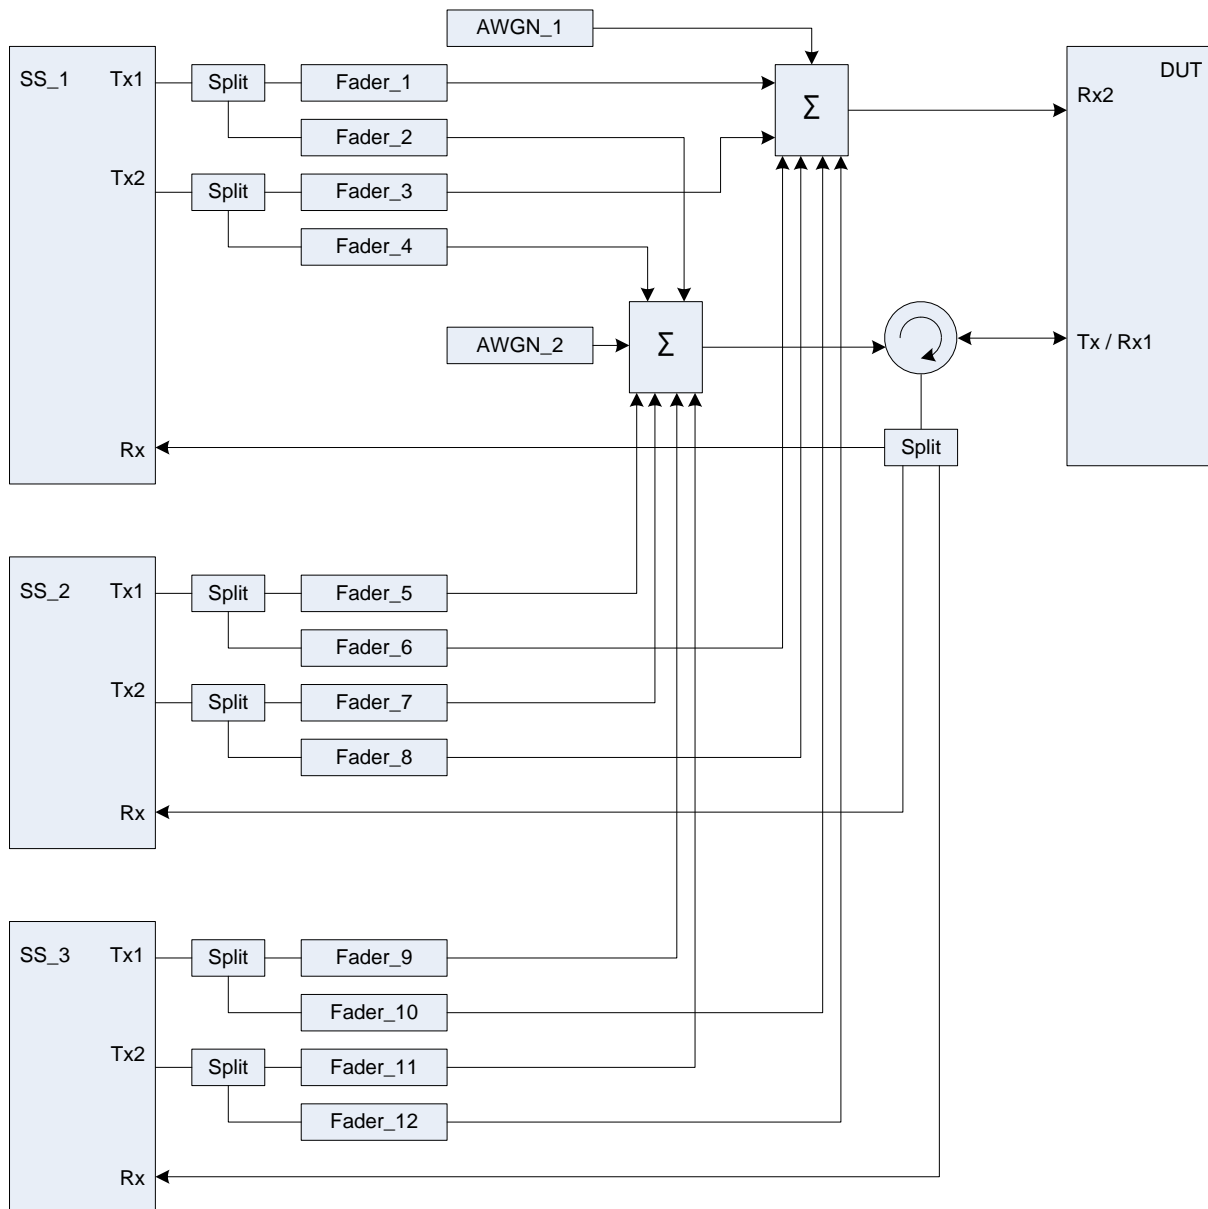 AWGN_1
SS_1
Tx1
Split
Fader_1
Σ
DUT
Rx2
Fader_2
Tx2
Split
Fader_3
Fader_4
AWGN_2
Σ
Tx / Rx1
Rx
Split
SS_2
Tx1
Split
Fader_5
Fader_6
Tx2
Split
Fader_7
Fader_8
Rx
SS_3
Tx1
Split
Fader_9
Fader_10
Tx2
Split
Fader_11
Fader_12
Rx